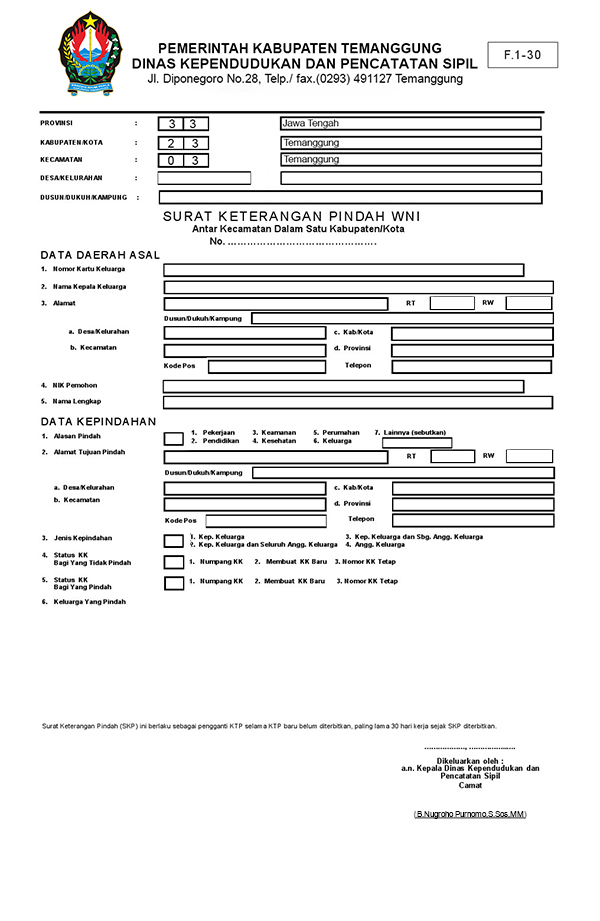 PEMERINTAH KABUPATEN TEMANGGUNG
DINAS KEPENDUDUKAN DAN PENCATATAN SIPIL
Jl. Diponegoro No.28, Telp./ fax.(0293) 491127 Temanggung
F.1-30
PROVINSI : 3 3 Jawa Tengah
KABUPATEN/KOTA : 2 3 Temanggung
KECAMATAN : 0 3 Temanggung
DESA/KELURAHAN :
DUSUN/DUKUH/KAMPUNG :
SURAT KETERANGAN PINDAH WNI
Antar Kecamatan Dalam Satu Kabupaten/Kota
No. ...............................................
DATA DAERAH ASAL
1. Nomor Kartu Keluarga
2. Nama Kepala Keluarga
3. Alamat RT RW
Dusun/Dukuh/Kampung
a. Desa/Kelurahan c. Kab/Kota
b. Kecamatan d. Provinsi
Kode Pos Telepon
4. NIK Pemohon
5. Nama Lengkap
DATA KEPINDAHAN
1. Alasan Pindah 1. Pekerjaan 3. Keamanan 5. Perumahan 7. Lainnya (sebutkan)
2. Pendidikan 4. Kesehatan 6. Keluarga
2. Alamat Tujuan Pindah RT RW
Dusun/Dukuh/Kampung
a. Desa/Kelurahan c. Kab/Kota
b. Kecamatan d. Provinsi
Kode Pos Telepon
3. Jenis Kepindahan 1. Kep. Keluarga 3. Kep. Keluarga dan Sbg. Angg. Keluarga
2. Kep. Keluarga dan Seluruh Angg. Keluarga 4. Angg. Keluarga
4. Status KK
Bagi Yang Tidak Pindah 1. Numpang KK 2. Membuat KK Baru 3. Nomor KK Tetap
5. Status KK
Bagi Yang Pindah 1. Numpang KK 2. Membuat KK Baru 3. Nomor KK Tetap
6. Keluarga Yang Pindah
Surat Keterangan Pindah (SKP) ini berlaku sebagai pengganti KTP selama KTP baru belum diterbitkan, paling lama 30 hari kerja sejak SKP diterbitkan.
.................., ....................
Dikeluarkan oleh :
a.n. Kepala Dinas Kependudukan dan
Pencatatan Sipil
Camat
(B.Nugroho Purnomo,S.Sos,MM)